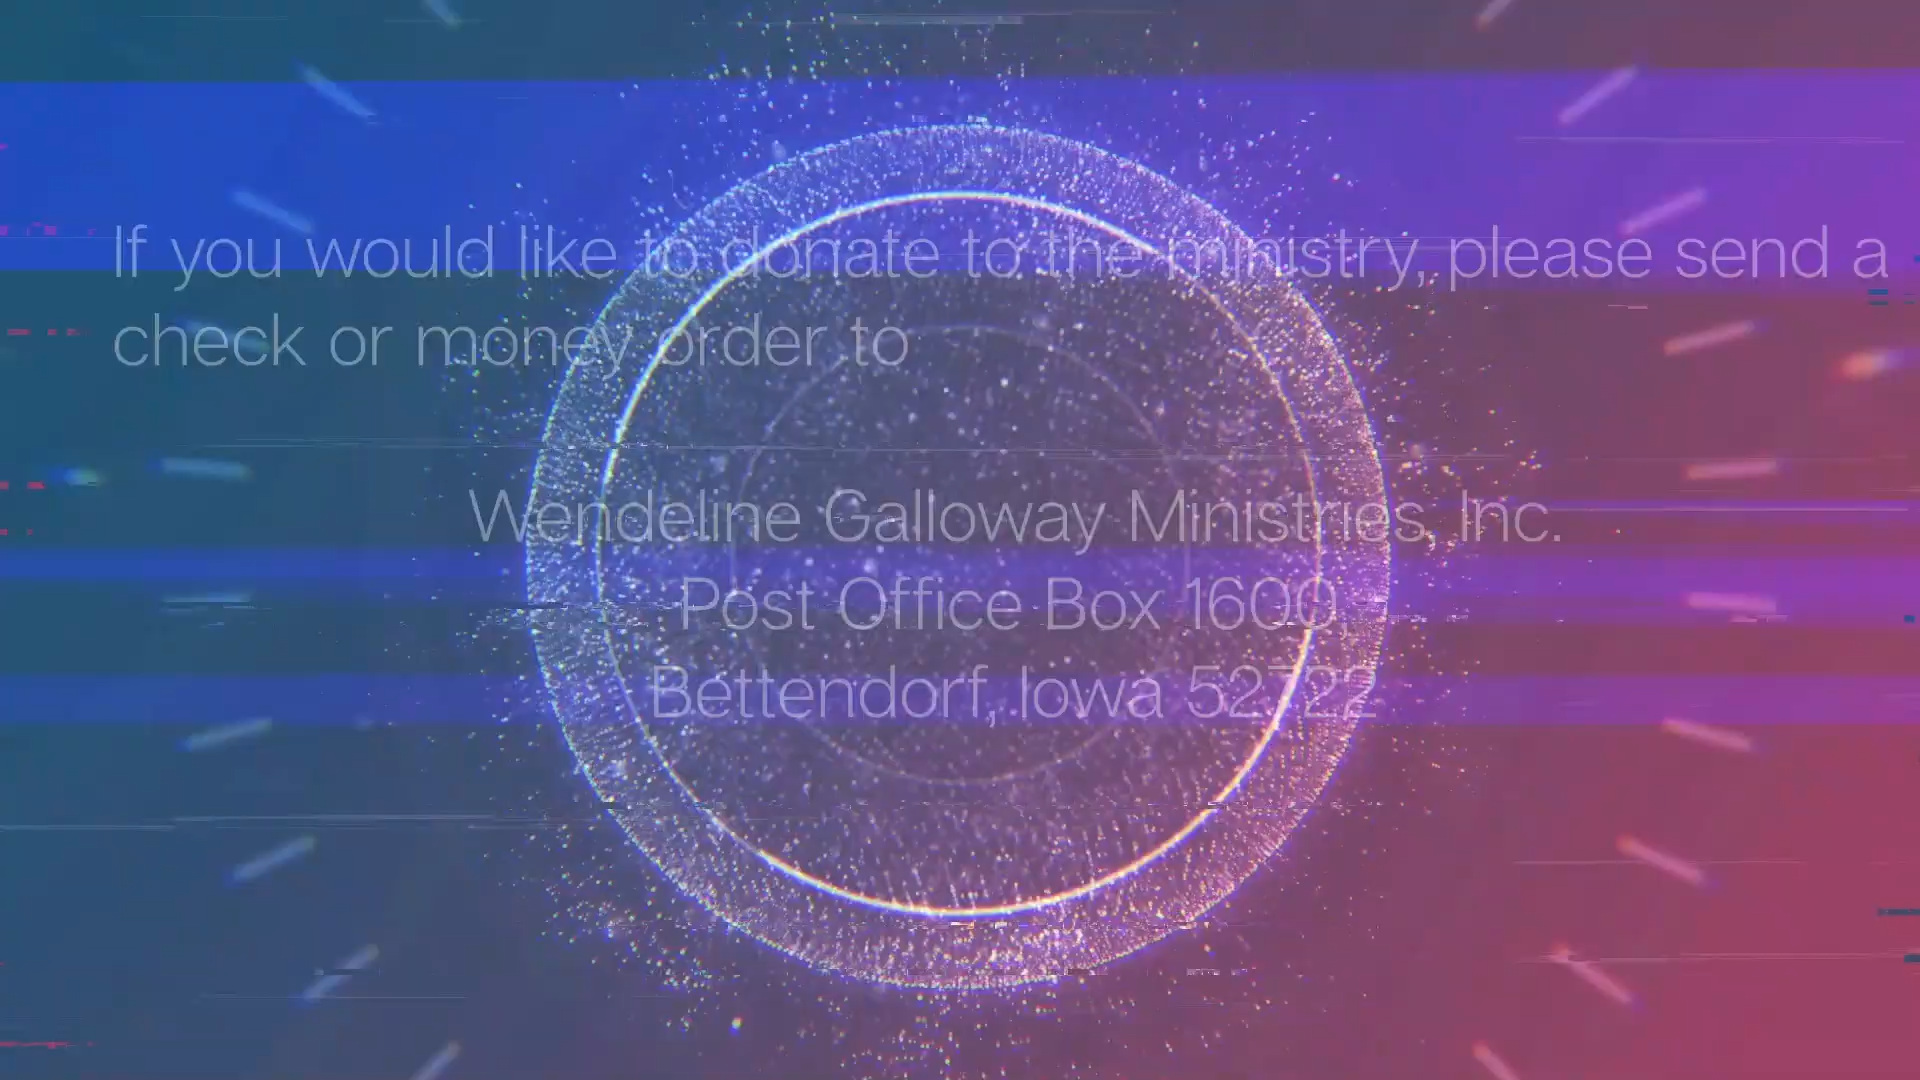 If you would like to donate to the ministry, please send a
check or money order to
Wendeline Galloway Ministries, Inc.
Post Office Box 1600,
Bettendorf, Iowa 52722